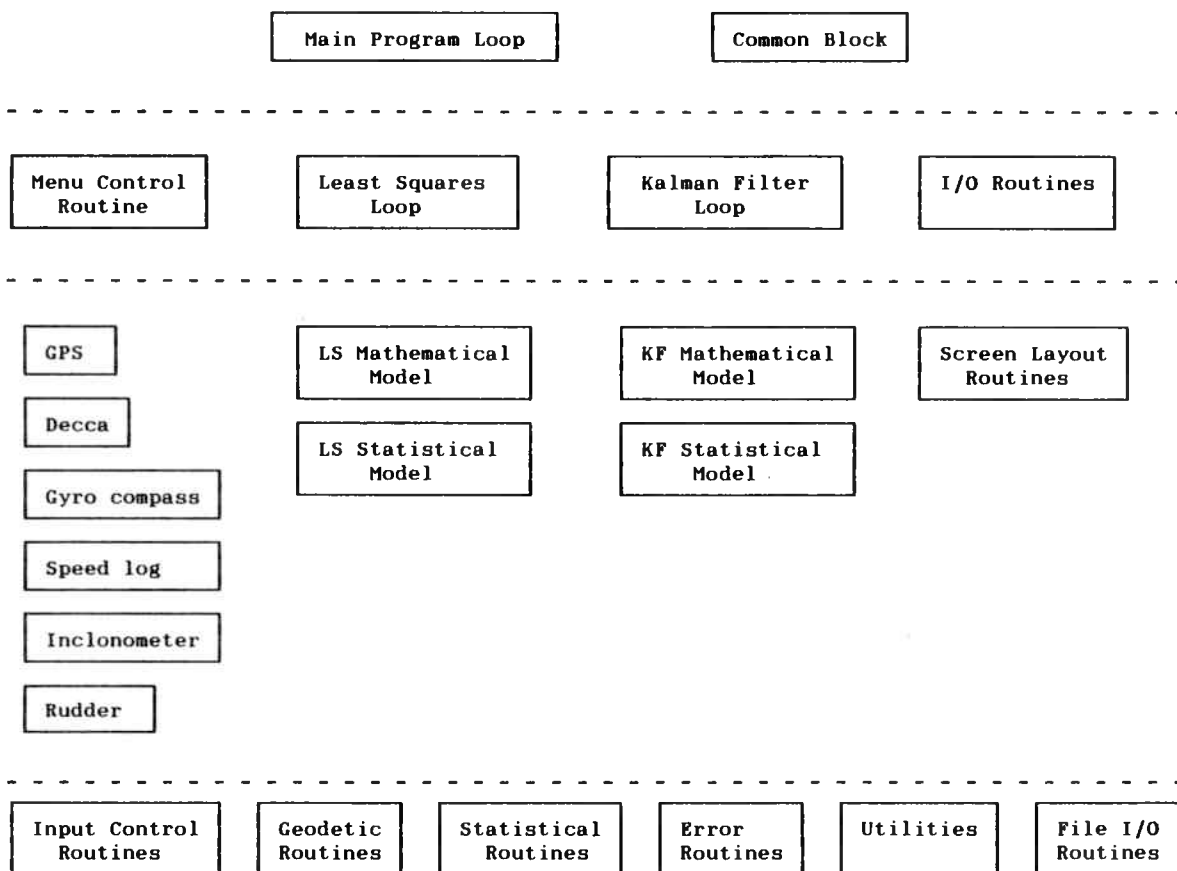 Main Program Loop
Common Block
Menu Control
Routine
Least Squares
Loop
Kalman Filter
Loop
I/O Routines
GPS
Decca
Gyro compass
Speed log
Inclonometer
Rudder
LS Mathematical
Model
LS Statistical
Model
KF Mathematical
Model
KF Statistical
Model
Screen Layout
Routines
Input Control
Routines
Geodetic
Routines
Statistical
Routines
Error
Routines
Utilities
File I/O
Routines